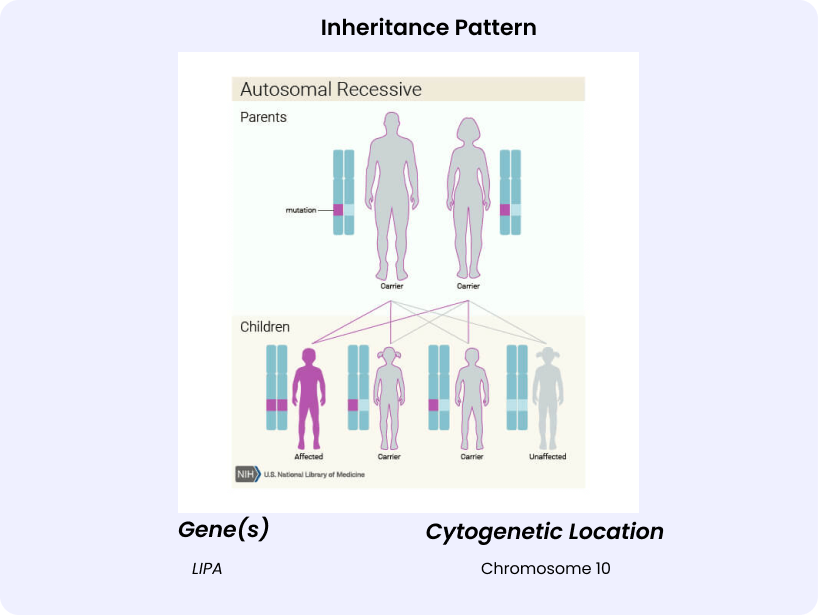 Inheritance Pattern
Autosomal Recessive
Parents
mutation
Carrier Carrier
Children
Affected Carrier Carrier Unaffected
NIH U.S. National Library of Medicine
Gene(s) Cytogenetic Location
LIPA Chromosome 10